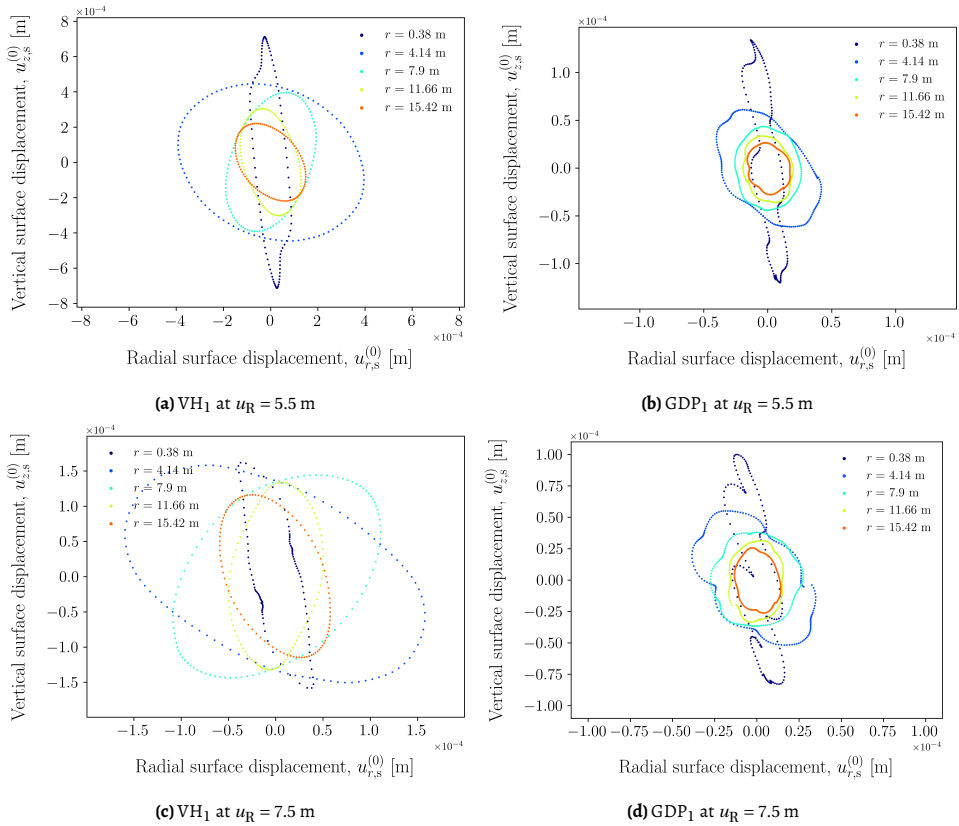 ×10⁻⁴
Vertical surface displacement, u_{z,s}^{(0)} [m]
8
6
4
2
0
−2
−4
−6
−8
r = 0.38 m
r = 4.14 m
r = 7.9 m
r = 11.66 m
r = 15.42 m
−8 −6 −4 −2 0 2 4 6 8
×10⁻⁴
Radial surface displacement, u_{r,s}^{(0)} [m]
(a) VH₁ at u_R = 5.5 m
×10⁻⁴
Vertical surface displacement, u_{z,s}^{(0)} [m]
1.0
0.5
0.0
−0.5
−1.0
r = 0.38 m
r = 4.14 m
r = 7.9 m
r = 11.66 m
r = 15.42 m
−1.0 −0.5 0.0 0.5 1.0
×10⁻⁴
Radial surface displacement, u_{r,s}^{(0)} [m]
(b) GDP₁ at u_R = 5.5 m
×10⁻⁴
Vertical surface displacement, u_{z,s}^{(0)} [m]
1.5
1.0
0.5
0.0
−0.5
−1.0
−1.5
r = 0.38 m
r = 4.14 m
r = 7.9 m
r = 11.66 m
r = 15.42 m
−1.5 −1.0 −0.5 0.0 0.5 1.0 1.5
×10⁻⁴
Radial surface displacement, u_{r,s}^{(0)} [m]
(c) VH₁ at u_R = 7.5 m
×10⁻⁴
Vertical surface displacement, u_{z,s}^{(0)} [m]
1.00
0.75
0.50
0.25
0.00
−0.25
−0.50
−0.75
−1.00
r = 0.38 m
r = 4.14 m
r = 7.9 m
r = 11.66 m
r = 15.42 m
−1.00 −0.75 −0.50 −0.25 0.00 0.25 0.50 0.75 1.00
×10⁻⁴
Radial surface displacement, u_{r,s}^{(0)} [m]
(d) GDP₁ at u_R = 7.5 m